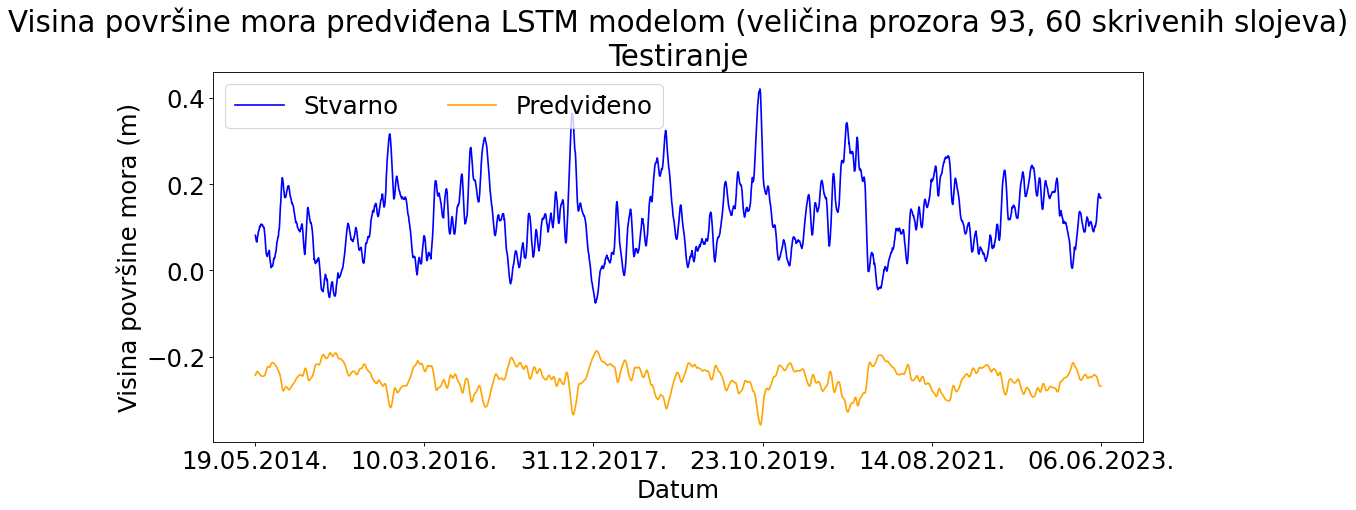 Visina površine mora predviđena LSTM modelom (veličina prozora 93, 60 skrivenih slojeva)
Testiranje
Stvarno
Predviđeno
Visina površine mora (m)
0.4
0.2
0.0
−0.2
19.05.2014.
10.03.2016.
31.12.2017.
23.10.2019.
14.08.2021.
06.06.2023.
Datum